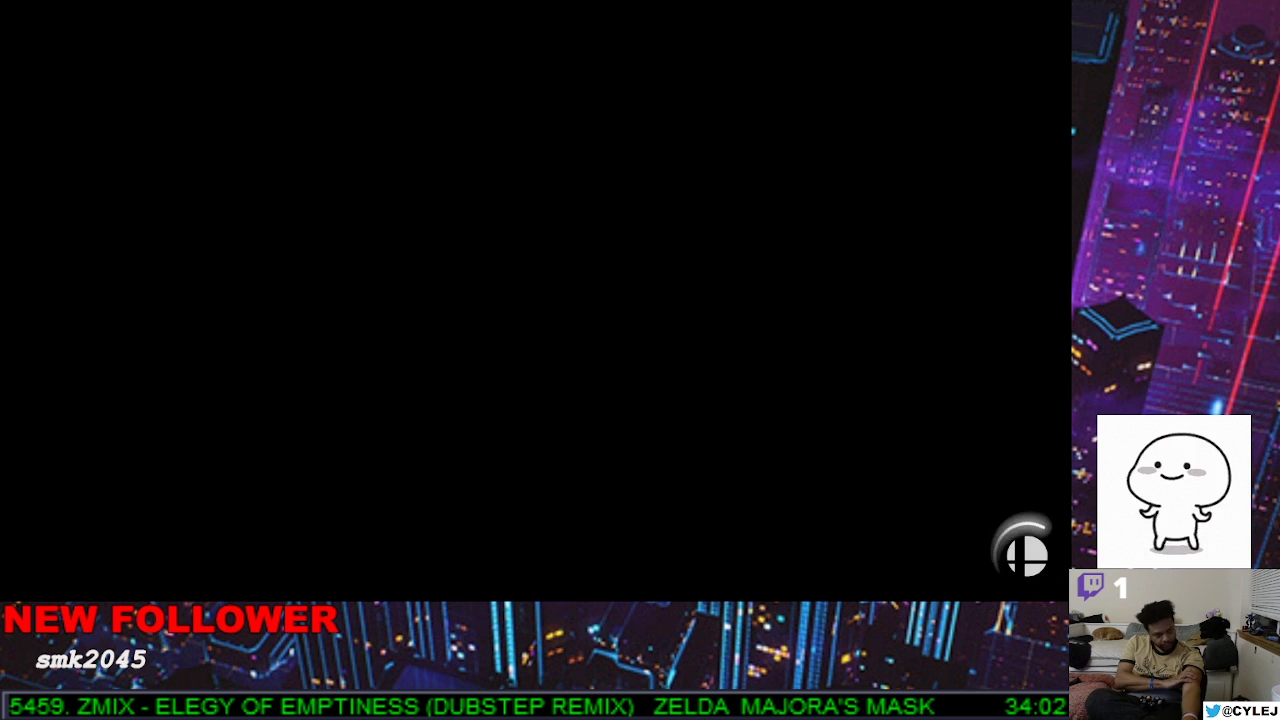 1
NEW FOLLOWER
smk2045
5459. ZMIX - ELEGY OF EMPTINESS (DUBSTEP REMIX) ZELDA MAJORA'S MASK 34:02
@CYLEJ